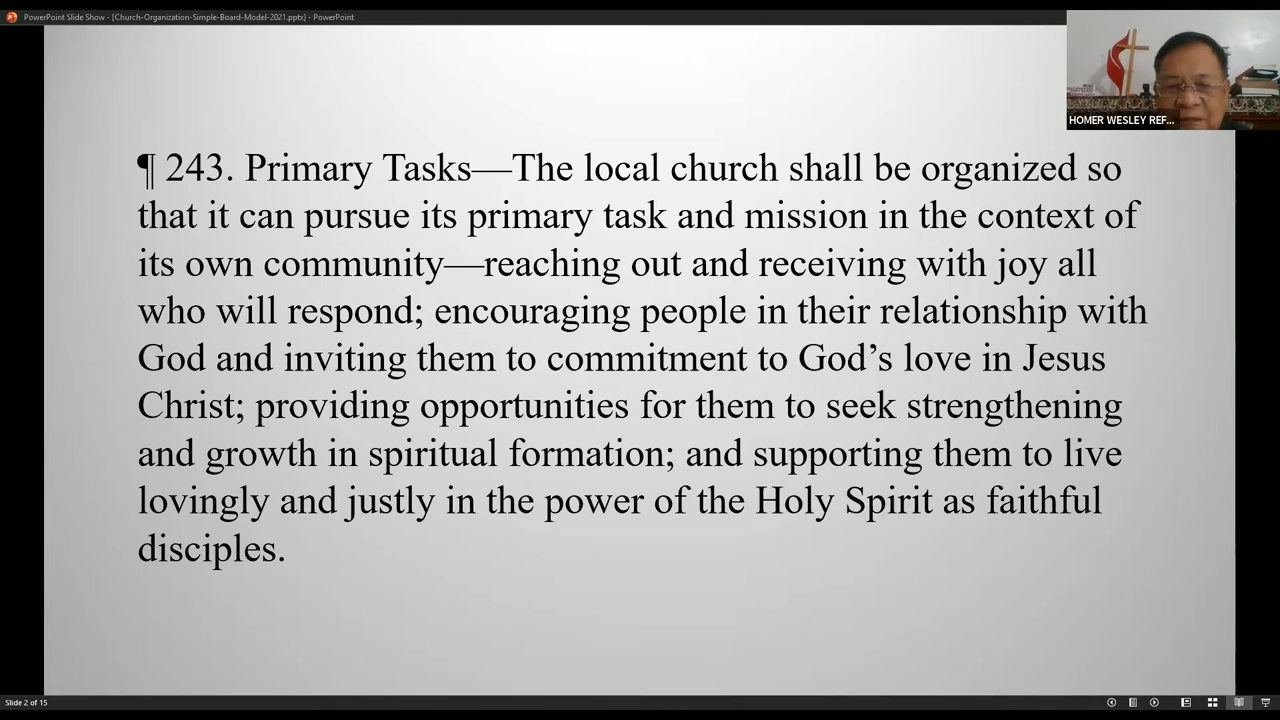 PowerPoint Slide Show - [Church-Organization-Simple-Board-Model-2021.pptx] - PowerPoint
HOMER WESLEY REF...
¶ 243. Primary Tasks—The local church shall be organized so
that it can pursue its primary task and mission in the context of
its own community—reaching out and receiving with joy all
who will respond; encouraging people in their relationship with
God and inviting them to commitment to God’s love in Jesus
Christ; providing opportunities for them to seek strengthening
and growth in spiritual formation; and supporting them to live
lovingly and justly in the power of the Holy Spirit as faithful
disciples.
Slide 2 of 15